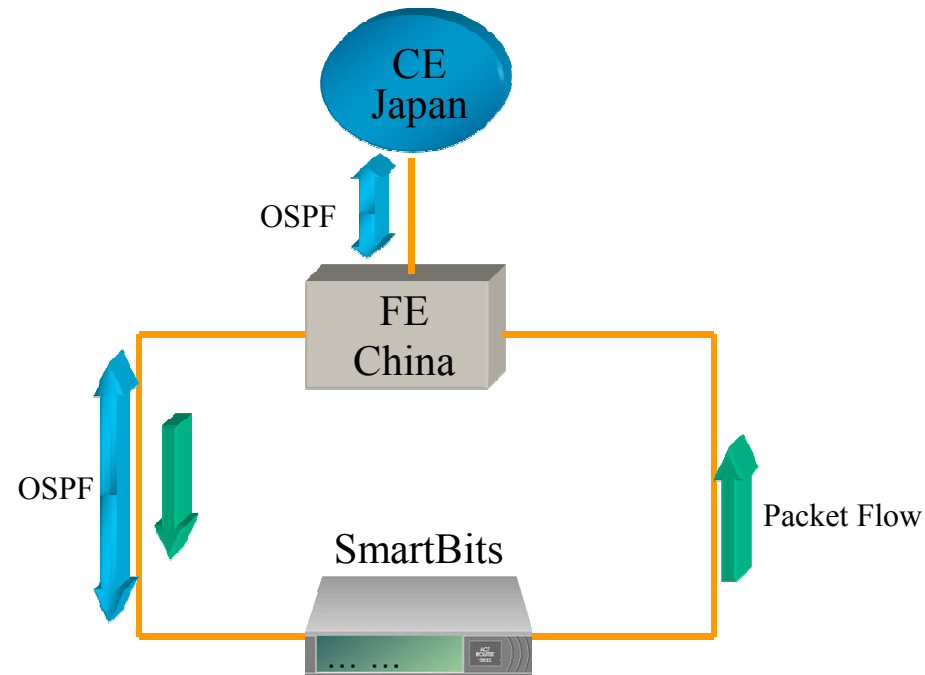 CE
Japan
OSPF
FE
China
OSPF
Packet Flow
SmartBits